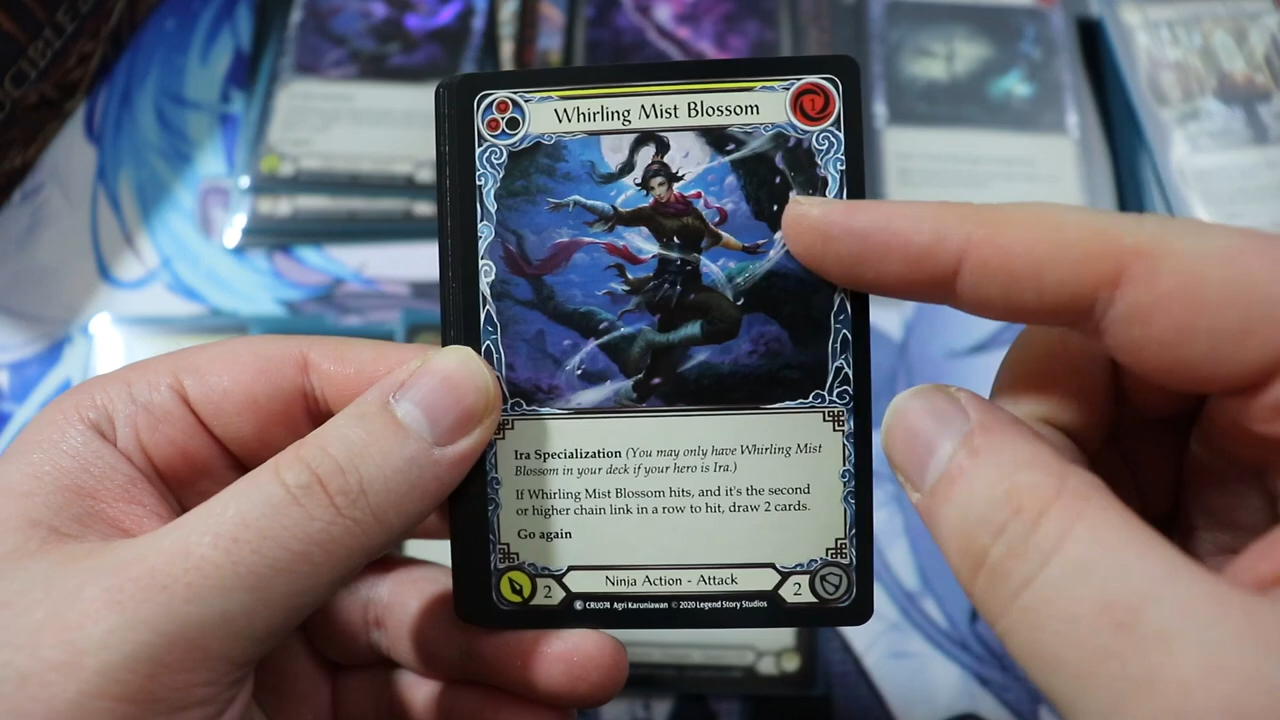 Whirling Mist Blossom
1
Ira Specialization (You may only have Whirling Mist
Blossom in your deck if your hero is Ira.)
If Whirling Mist Blossom hits, and it's the second
or higher chain link in a row to hit, draw 2 cards.
Go again
2
Ninja Action - Attack
2
C CRU074 Agri Karuniawan © 2020 Legend Story Studios